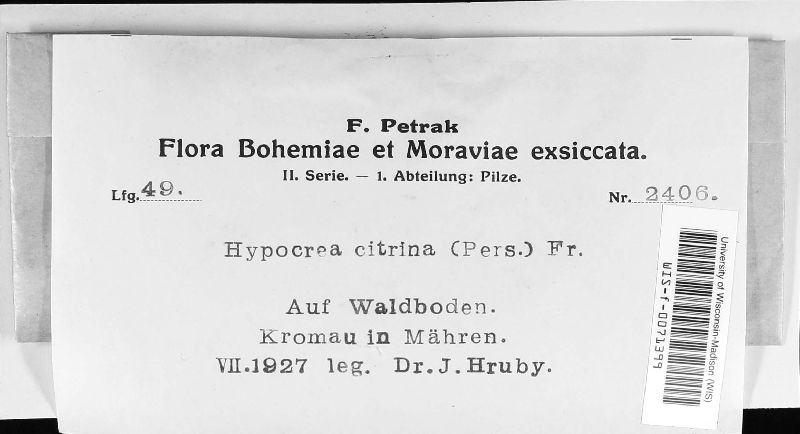 F. Petrak
Flora Bohemiae et Moraviae exsiccata.
II. Serie. — 1. Abteilung: Pilze.
Lfg. 49.
Nr. 2406.
Hypocrea citrina (Pers.) Fr.
Auf Waldboden.
Kromau in Mähren.
VII.1927 leg. Dr. J. Hruby.
University of Wisconsin-Madison (WIS)
WIS-f-0071399